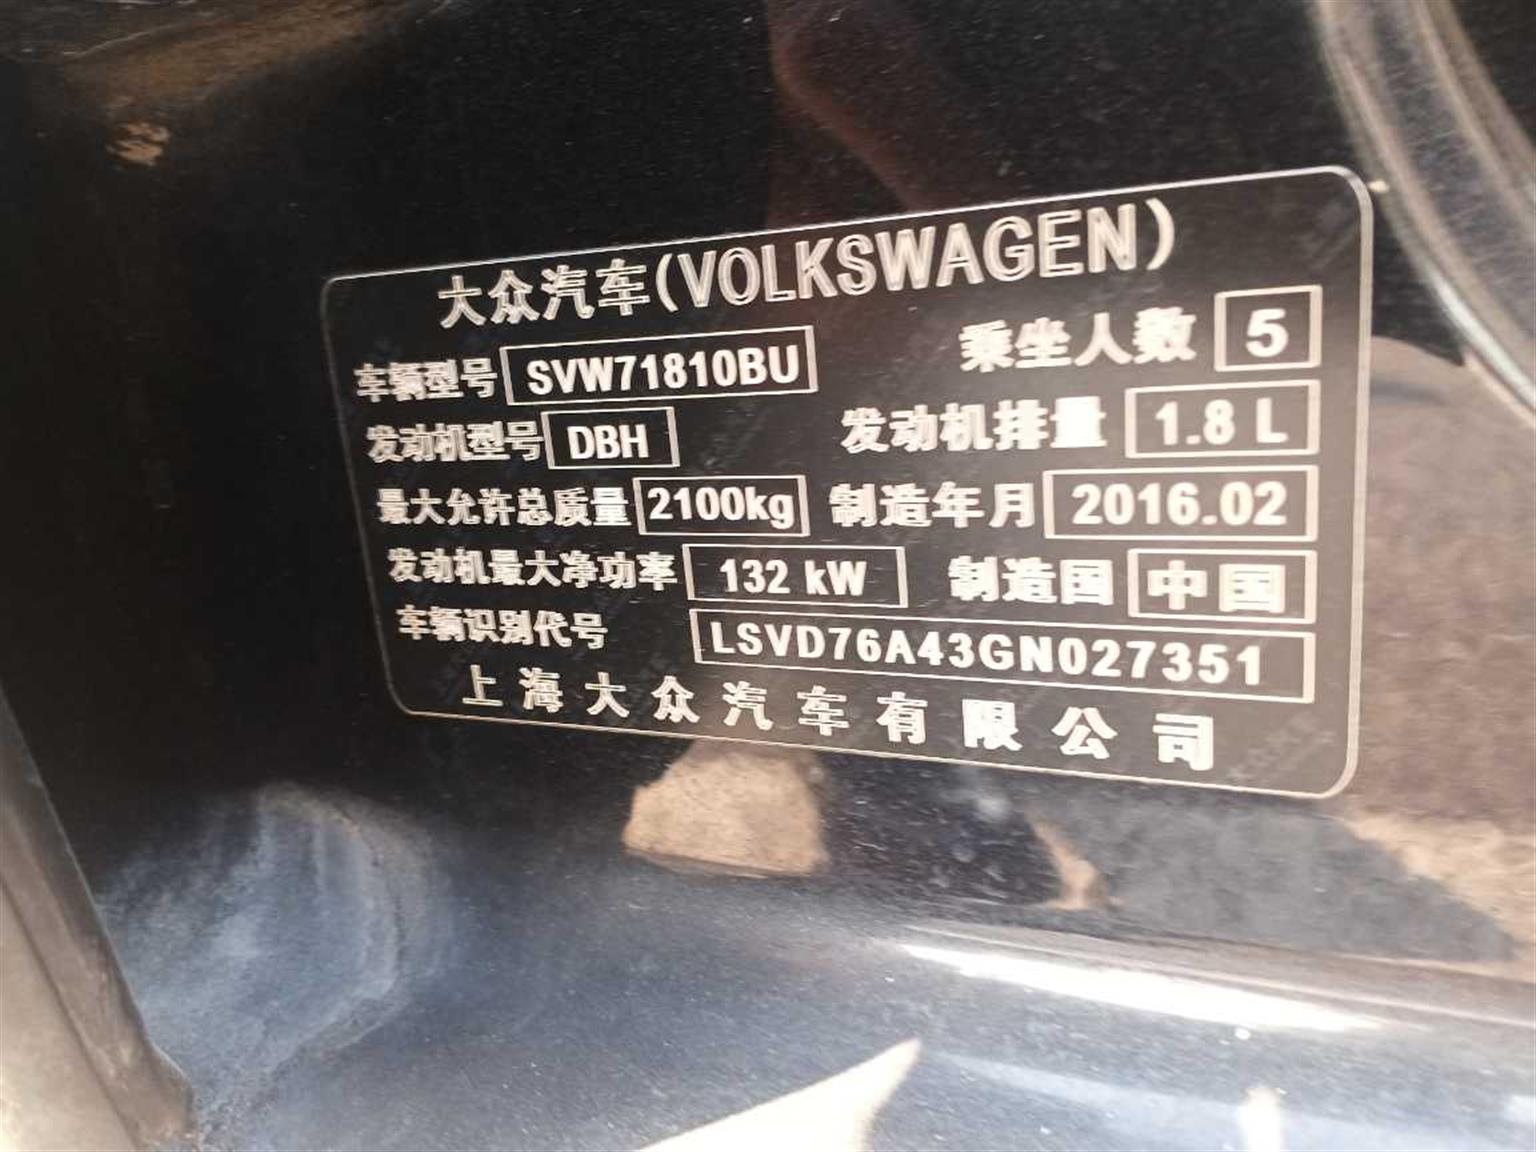 大众汽车(VOLKSWAGEN)
车辆型号 SVW71810BU 乘坐人数 5
发动机型号 DBH 发动机排量 1.8 L
最大允许总质量 2100kg 制造年月 2016.02
发动机最大净功率 132 kW 制造国 中国
车辆识别代号 LSVD76A43GN027351
上海大众汽车有限公司